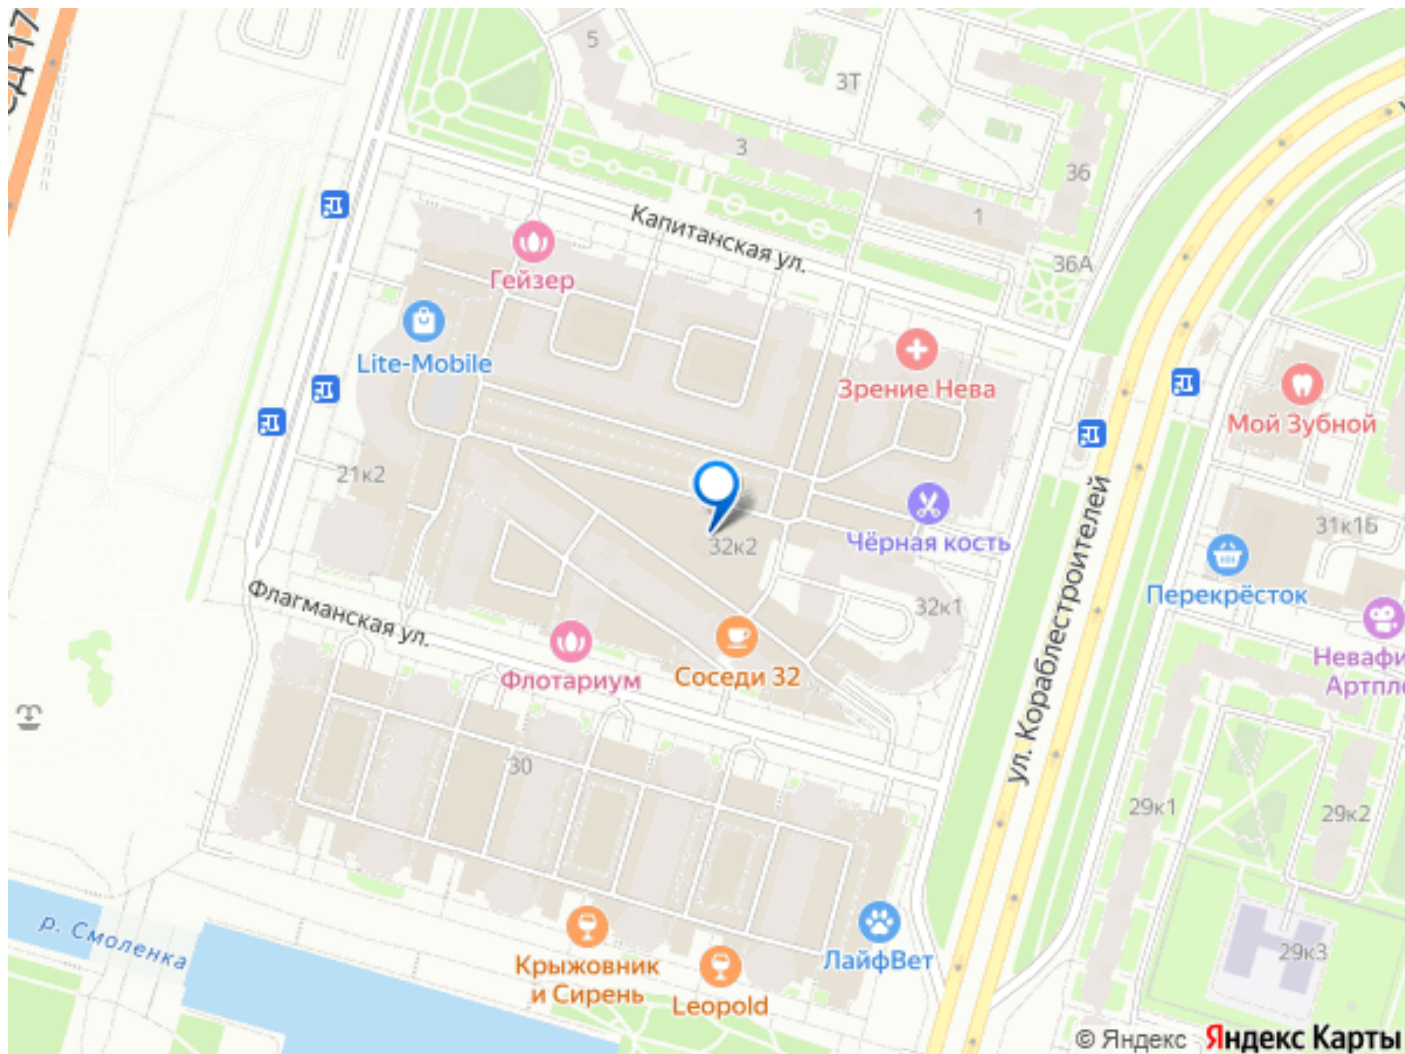 5
3Т
3
36
1
Капитанская ул.
36А
Гейзер
Lite-Mobile
Зрение Нева
Мой Зубной
21к2
32к2
Чёрная кость
31к1Б
Перекрёсток
ул. Кораблестроителей
32к1
Флагманская ул.
Соседи 32
Флотариум
Невафи
Артпле
30
29к1
29к2
р. Смоленка
29к3
Крыжовник
и Сирень
ЛайфВет
Leopold
© Яндекс Яндекс Карты